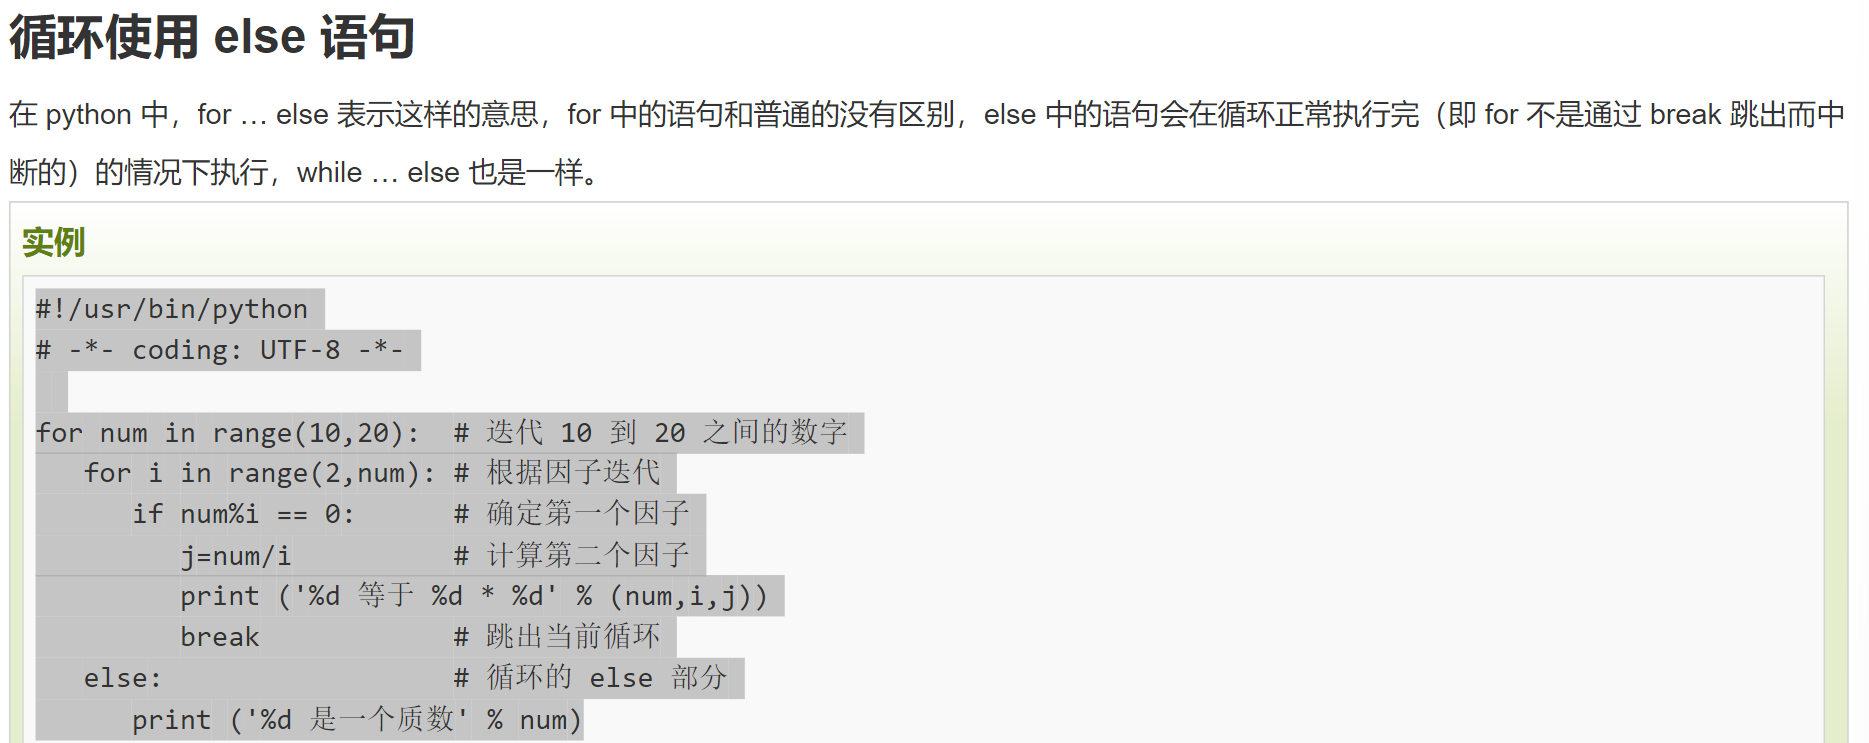 循环使用 else 语句
在 python 中，for … else 表示这样的意思，for 中的语句和普通的没有区别，else 中的语句会在循环正常执行完（即 for 不是通过 break 跳出而中
断的）的情况下执行，while … else 也是一样。
实例
#!/usr/bin/python
# -*- coding: UTF-8 -*-
for num in range(10,20):  # 迭代 10 到 20 之间的数字
   for i in range(2,num): # 根据因子迭代
      if num%i == 0:      # 确定第一个因子
         j=num/i          # 计算第二个因子
         print ('%d 等于 %d * %d' % (num,i,j))
         break            # 跳出当前循环
   else:                  # 循环的 else 部分
      print ('%d 是一个质数' % num)